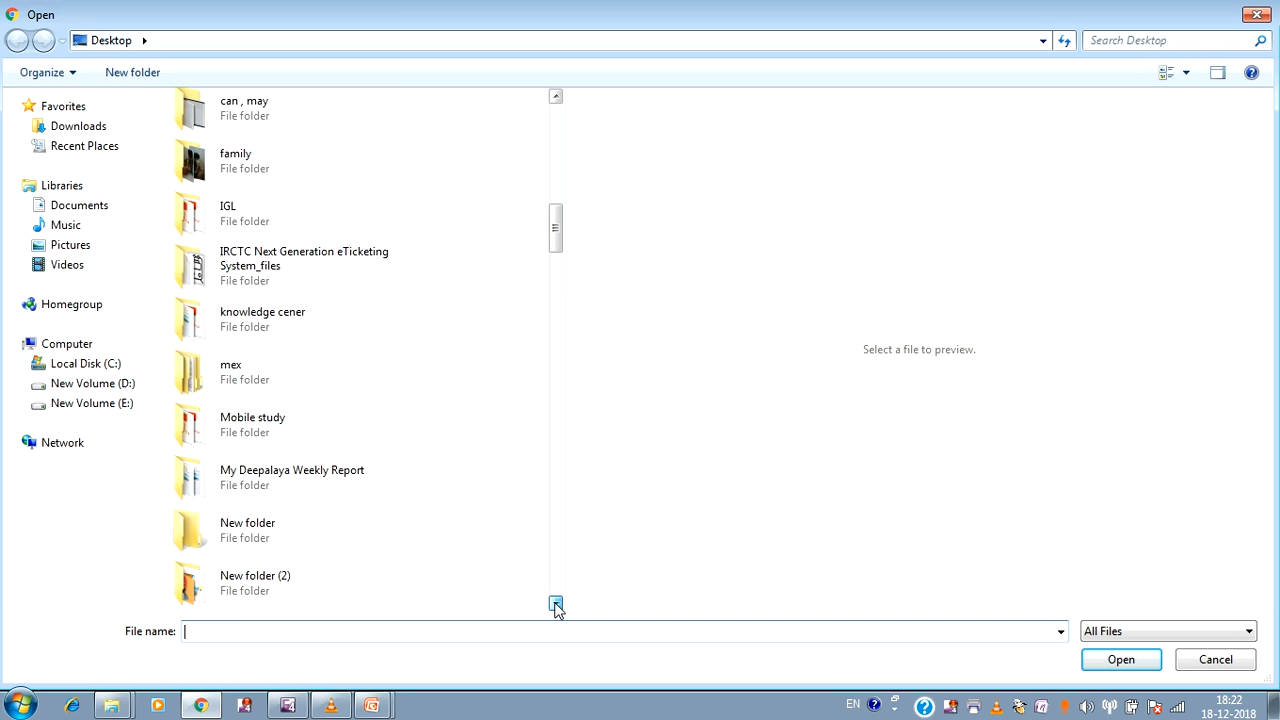 Open
Desktop
Search Desktop
Organize
New folder
Favorites
Downloads
Recent Places
Libraries
Documents
Music
Pictures
Videos
Homegroup
Computer
Local Disk (C:)
New Volume (D:)
New Volume (E:)
Network
can , may
File folder
family
File folder
IGL
File folder
IRCTC Next Generation eTicketing
System_files
File folder
knowledge cener
File folder
mex
File folder
Mobile study
File folder
My Deepalaya Weekly Report
File folder
New folder
File folder
New folder (2)
File folder
Select a file to preview.
File name:
All Files
Open
Cancel
EN
18:22
18-12-2018